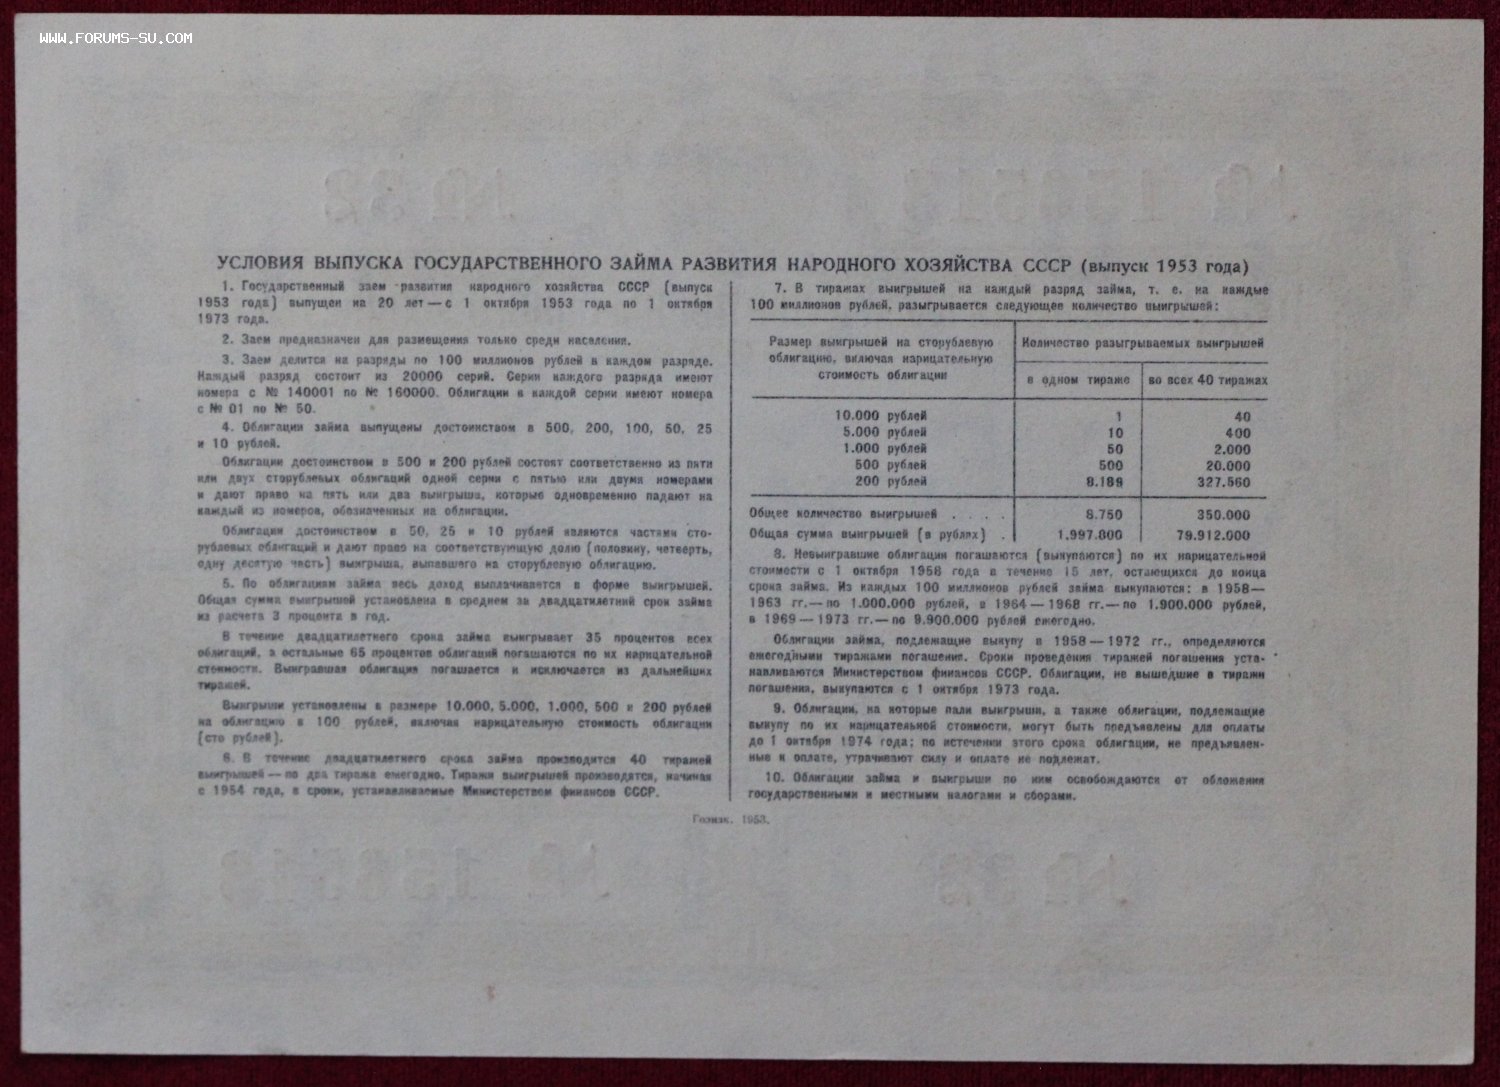 WWW.FORUMS-SU.COM
УСЛОВИЯ ВЫПУСКА ГОСУДАРСТВЕННОГО ЗАЙМА РАЗВИТИЯ НАРОДНОГО ХОЗЯЙСТВА СССР (выпуск 1953 года)
1. Государственный заем развития народного хозяйства СССР (выпуск
1953 года) выпущен на 20 лет — с 1 октября 1953 года по 1 октября
1973 года.
2. Заем предназначен для размещения только среди населения.
3. Заем делится на разряды по 100 миллионов рублей в каждом разряде.
Каждый разряд состоит из 20000 серий. Серии каждого разряда имеют
номера с № 140001 по № 160000. Облигации в каждой серии имеют номера
с № 01 по № 50.
4. Облигации займа выпущены достоинством в 500, 200, 100, 50, 25
и 10 рублей.
Облигации достоинством в 500 и 200 рублей состоят соответственно из пяти
или двух сторублевых облигаций одной серии с пятью или двумя номерами
и дают право на пять или два выигрыша, которые одновременно падают на
каждый из номеров, обозначенных на облигации.
Облигации достоинством в 50, 25 и 10 рублей являются частями сто-
рублевых облигаций и дают право на соответствующую долю (половину, четверть,
одну десятую часть) выигрыша, выпавшего на сторублевую облигацию.
5. По облигациям займа весь доход выплачивается в форме выигрышей.
Общая сумма выигрышей установлена в среднем за двадцатилетний срок займа
из расчета 3 процента в год.
В течение двадцатилетнего срока займа выигрывает 35 процентов всех
облигаций, а остальные 65 процентов облигаций погашаются по их нарицательной
стоимости. Выигравшая облигация погашается и исключается из дальнейших
тиражей.
Выигрыши установлены в размере 10.000, 5.000, 1.000, 500 и 200 рублей
на облигацию в 100 рублей, включая нарицательную стоимость облигации
(сто рублей).
6. В течение двадцатилетнего срока займа производится 40 тиражей
выигрышей — по два тиража ежегодно. Тиражи выигрышей производятся, начиная
с 1954 года, в сроки, устанавливаемые Министерством финансов СССР.
7. В тиражах выигрышей на каждый разряд займа, т. е. на каждые
100 миллионов рублей, разыгрывается следующее количество выигрышей:
Размер выигрышей на сторублевую
облигацию, включая нарицательную
стоимость облигации
Количество разыгрываемых выигрышей
в одном тираже во всех 40 тиражах
10.000 рублей 1 40
5.000 рублей 10 400
1.000 рублей 50 2.000
500 рублей 500 20.000
200 рублей 8.189 327.560
Общее количество выигрышей . . . . 8.750 350.000
Общая сумма выигрышей (в рублях) . 1.997.800 79.912.000
8. Невыигравшие облигации погашаются (выкупаются) по их нарицательной
стоимости с 1 октября 1958 года в течение 15 лет, остающихся до конца
срока займа. Из каждых 100 миллионов рублей займа выкупаются: в 1958—
1963 гг.— по 1.000.000 рублей, в 1964 — 1968 гг.— по 1.900.000 рублей,
в 1969 — 1973 гг.— по 9.900.000 рублей ежегодно.
Облигации займа, подлежащие выкупу в 1958 — 1972 гг., определяются
ежегодными тиражами погашения. Сроки проведения тиражей погашения уста-
навливаются Министерством финансов СССР. Облигации, не вышедшие в тиражи
погашения, выкупаются с 1 октября 1973 года.
9. Облигации, на которые пали выигрыши, а также облигации, подлежащие
выкупу по их нарицательной стоимости, могут быть предъявлены для оплаты
до 1 октября 1974 года; по истечении этого срока облигации, не предъявлен-
ные к оплате, утрачивают силу и оплате не подлежат.
10. Облигации займа и выигрыши по ним освобождаются от обложения
государственными и местными налогами и сборами.
Гознак. 1953.